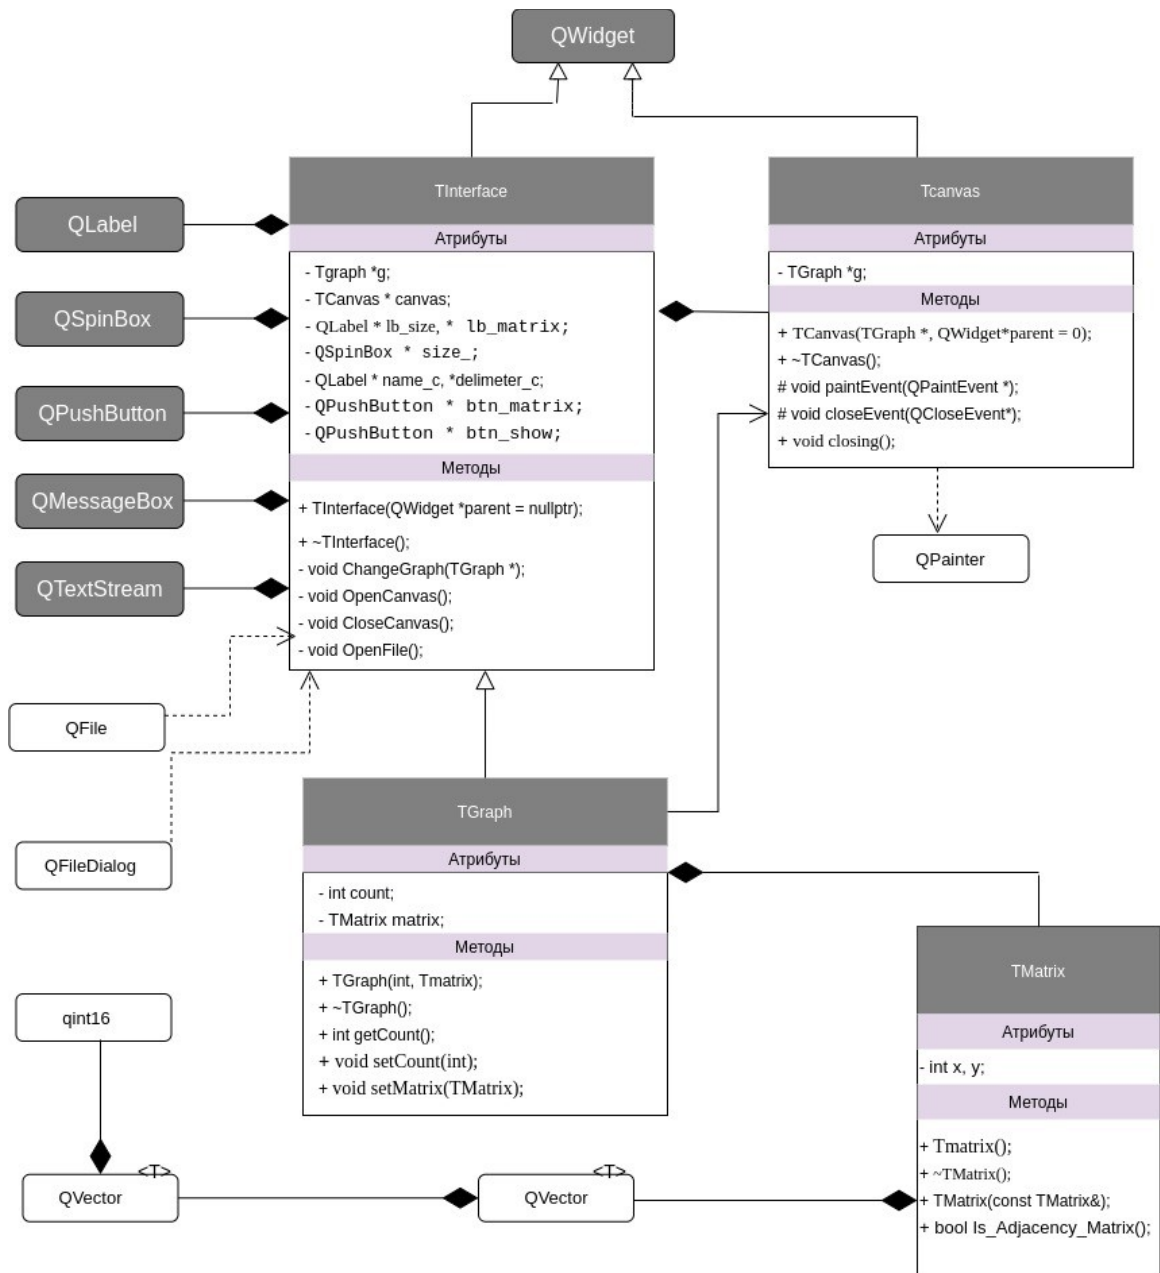 QWidget
TInterface
Атрибуты
- Tgraph *g;
- TCanvas * canvas;
- QLabel * lb_size, * lb_matrix;
- QSpinBox * size_;
- QLabel * name_c, *delimeter_c;
- QPushButton * btn_matrix;
- QPushButton * btn_show;
Методы
+ TInterface(QWidget *parent = nullptr);
+ ~TInterface();
- void ChangeGraph(TGraph *);
- void OpenCanvas();
- void CloseCanvas();
- void OpenFile();
Tcanvas
Атрибуты
- TGraph *g;
Методы
+ TCanvas(TGraph *, QWidget*parent = 0);
+ ~TCanvas();
# void paintEvent(QPaintEvent *);
# void closeEvent(QCloseEvent*);
+ void closing();
QLabel
QSpinBox
QPushButton
QMessageBox
QTextStream
QPainter
QFile
QFileDialog
TGraph
Атрибуты
- int count;
- TMatrix matrix;
Методы
+ TGraph(int, Tmatrix);
+ ~TGraph();
+ int getCount();
+ void setCount(int);
+ void setMatrix(TMatrix);
TMatrix
Атрибуты
- int x, y;
Методы
+ Tmatrix();
+ ~TMatrix();
+ TMatrix(const TMatrix&);
+ bool Is_Adjacency_Matrix();
qint16
<T>
QVector
<T>
QVector